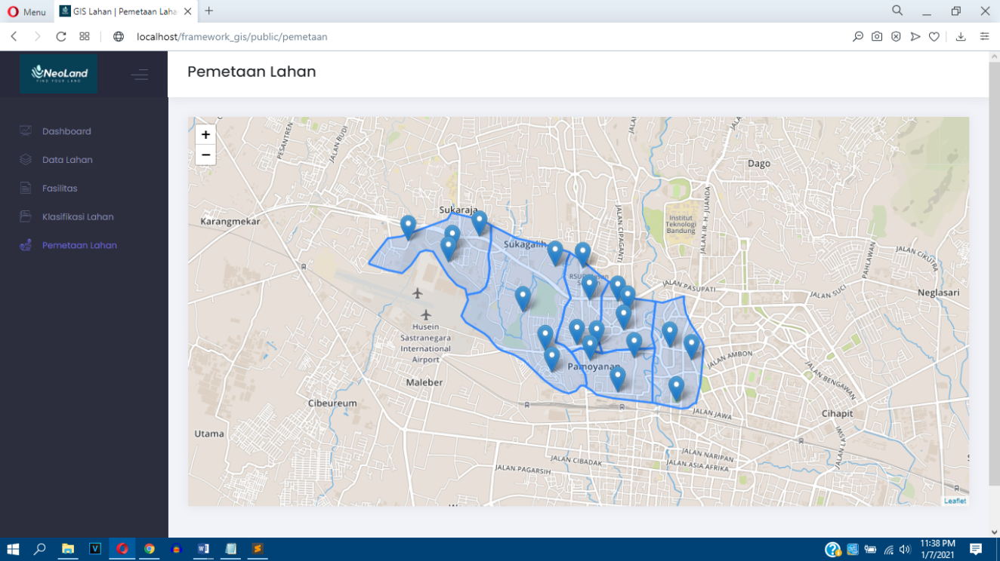 Menu
GIS Lahan | Pemetaan Laha
localhost/framework_gis/public/pemetaan
NeoLand
FIND YOUR LAND
Pemetaan Lahan
Dashboard
Data Lahan
Fasilitas
Klasifikasi Lahan
Pemetaan Lahan
+
−
PESANTREN
JALAN BUDI
Dago
Sukaraja
Karangmekar
JALAN CIPAGANTI
Institut
Teknologi
Bandung
JALAN IR. H. JUANDA
Sukagalih
PAHLAWAN
JALAN CIKUTRA
JALAN PASUPATI
JALAN SUCI
Neglasari
Husein
Sastranegara
International
Airport
JALAN AMBON
Pamoyanan
JALAN BENGAWAN
Maleber
Cibeureum
JALAN JAWA
Cihapit
Utama
JALAN NARIPAN
JALAN CIBADAK
JALAN ASIA AFRIKA
JALAN PAGARSIH
Leaflet
11:38 PM
1/7/2021